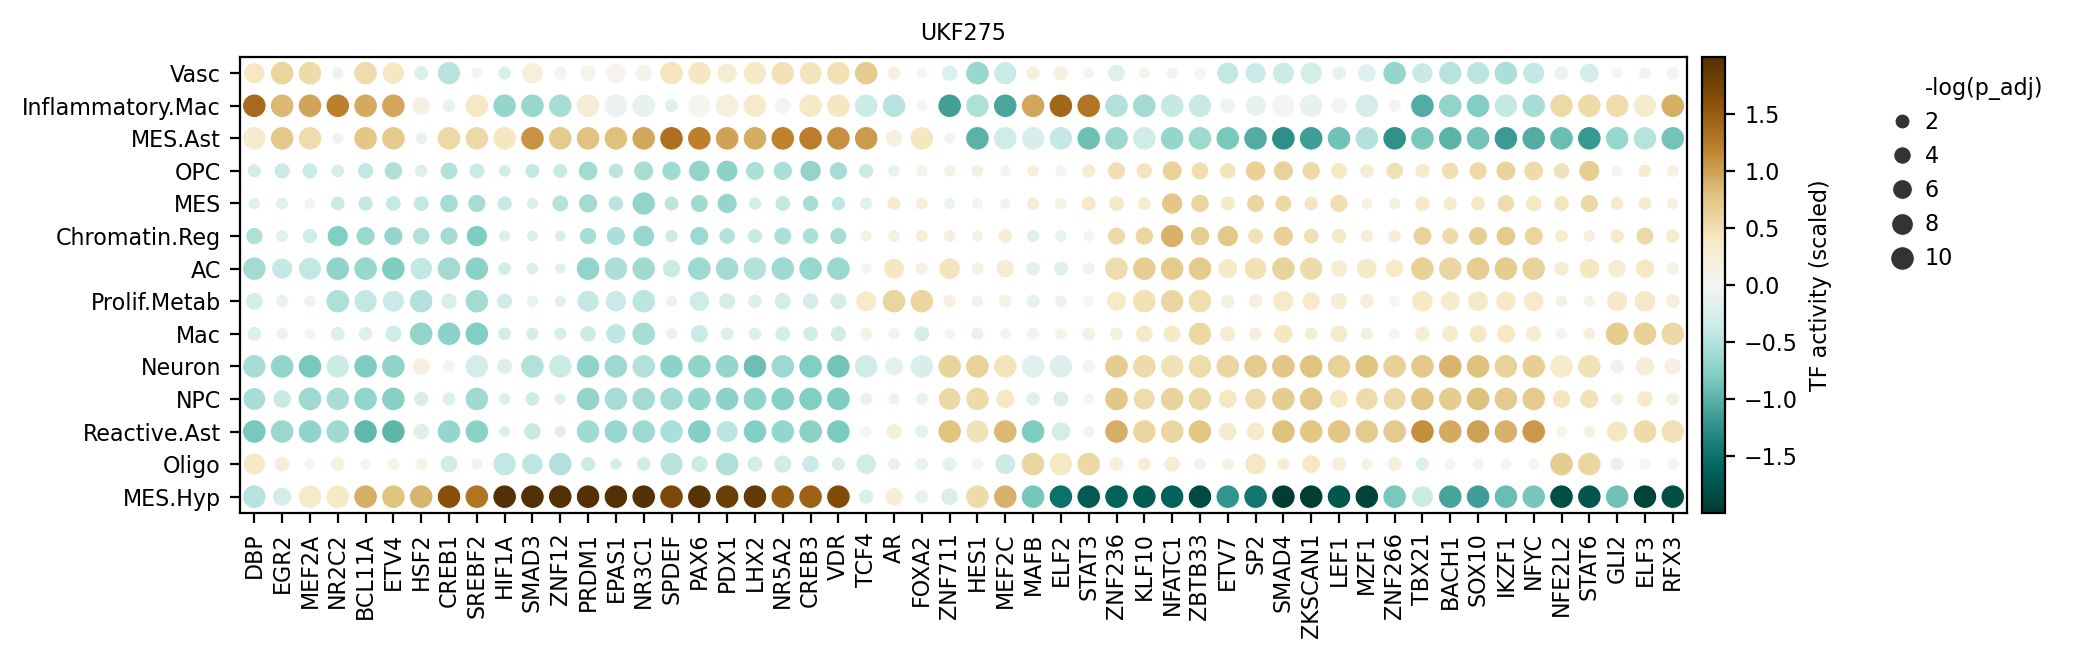 UKF275
Vasc
Inflammatory.Mac
MES.Ast
OPC
MES
Chromatin.Reg
AC
Prolif.Metab
Mac
Neuron
NPC
Reactive.Ast
Oligo
MES.Hyp
DBP
EGR2
MEF2A
NR2C2
BCL11A
ETV4
HSF2
CREB1
SREBF2
HIF1A
SMAD3
ZNF12
PRDM1
EPAS1
NR3C1
SPDEF
PAX6
PDX1
LHX2
NR5A2
CREB3
VDR
TCF4
AR
FOXA2
ZNF711
HES1
MEF2C
MAFB
ELF2
STAT3
ZNF236
KLF10
NFATC1
ZBTB33
ETV7
SP2
SMAD4
ZKSCAN1
LEF1
MZF1
ZNF266
TBX21
BACH1
SOX10
IKZF1
NFYC
NFE2L2
STAT6
GLI2
ELF3
RFX3
1.5
1.0
0.5
0.0
−0.5
−1.0
−1.5
TF activity (scaled)
-log(p_adj)
2
4
6
8
10